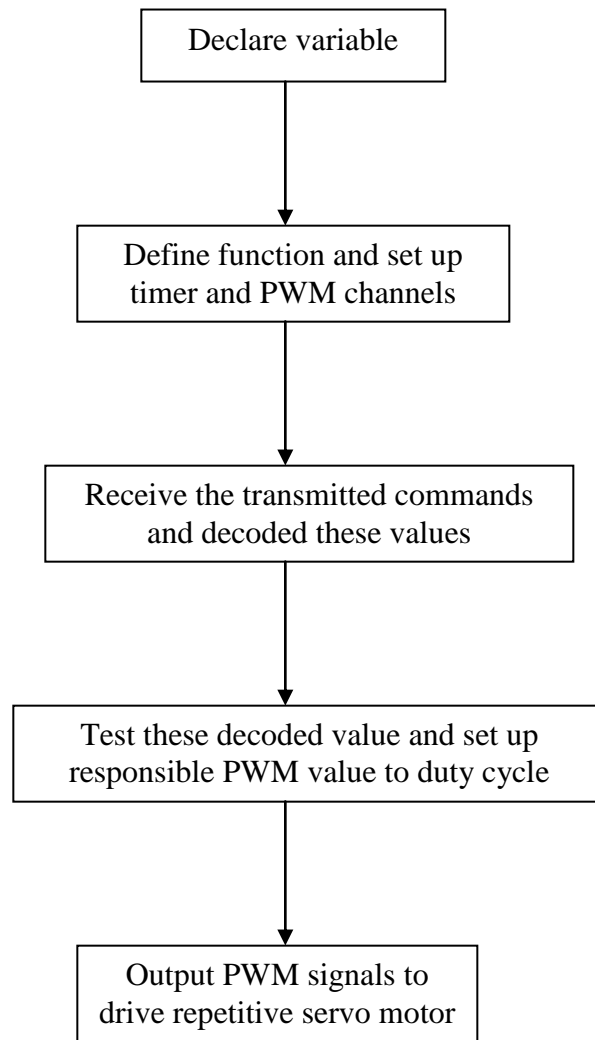 Declare variable
Define function and set up
timer and PWM channels
Receive the transmitted commands
and decoded these values
Test these decoded value and set up
responsible PWM value to duty cycle
Output PWM signals to
drive repetitive servo motor